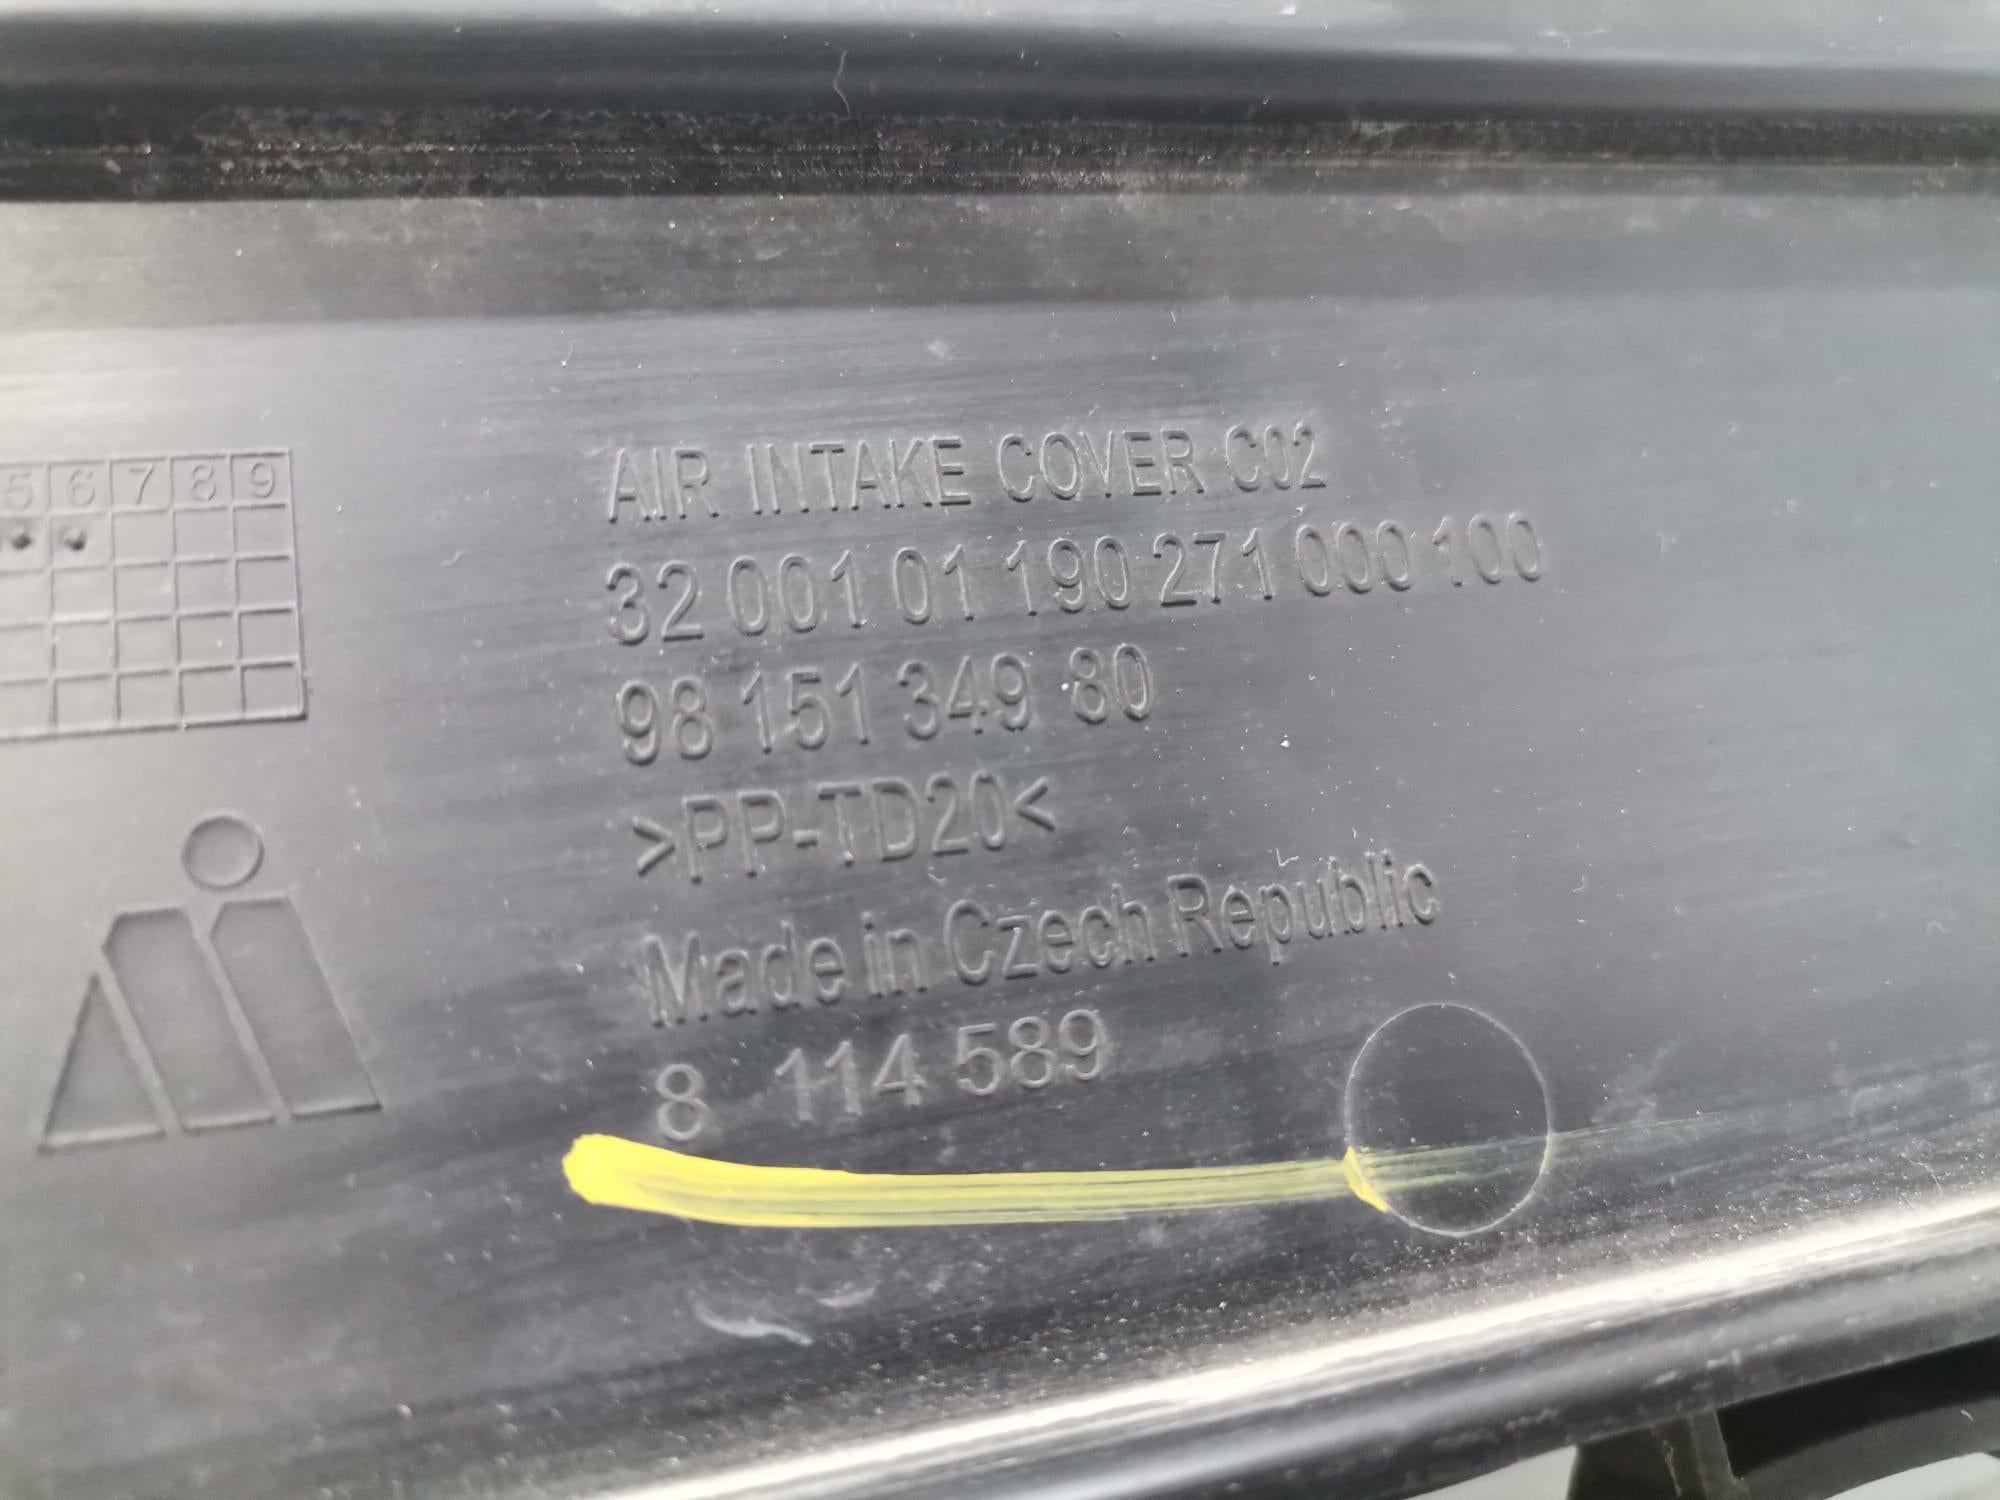 5 6 7 8 9
AIR INTAKE COVER C02
32 001 01 190 271 000 100
98 151 349 80
>PP-TD20<
Made in Czech Republic
8 114 589